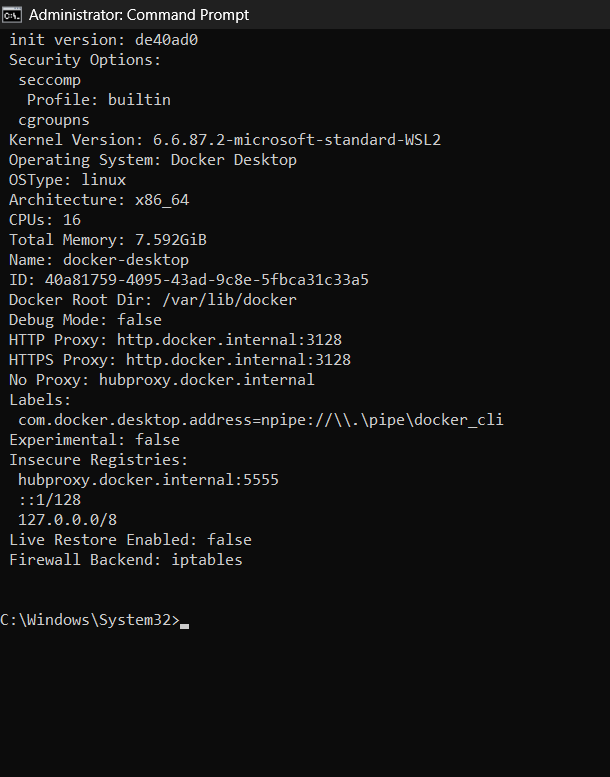 Administrator: Command Prompt
init version: de40ad0
Security Options:
seccomp
Profile: builtin
cgroupns
Kernel Version: 6.6.87.2-microsoft-standard-WSL2
Operating System: Docker Desktop
OSType: linux
Architecture: x86_64
CPUs: 16
Total Memory: 7.592GiB
Name: docker-desktop
ID: 40a81759-4095-43ad-9c8e-5fbca31c33a5
Docker Root Dir: /var/lib/docker
Debug Mode: false
HTTP Proxy: http.docker.internal:3128
HTTPS Proxy: http.docker.internal:3128
No Proxy: hubproxy.docker.internal
Labels:
com.docker.desktop.address=npipe://\\.\pipe\docker_cli
Experimental: false
Insecure Registries:
hubproxy.docker.internal:5555
::1/128
127.0.0.0/8
Live Restore Enabled: false
Firewall Backend: iptables
C:\Windows\System32>